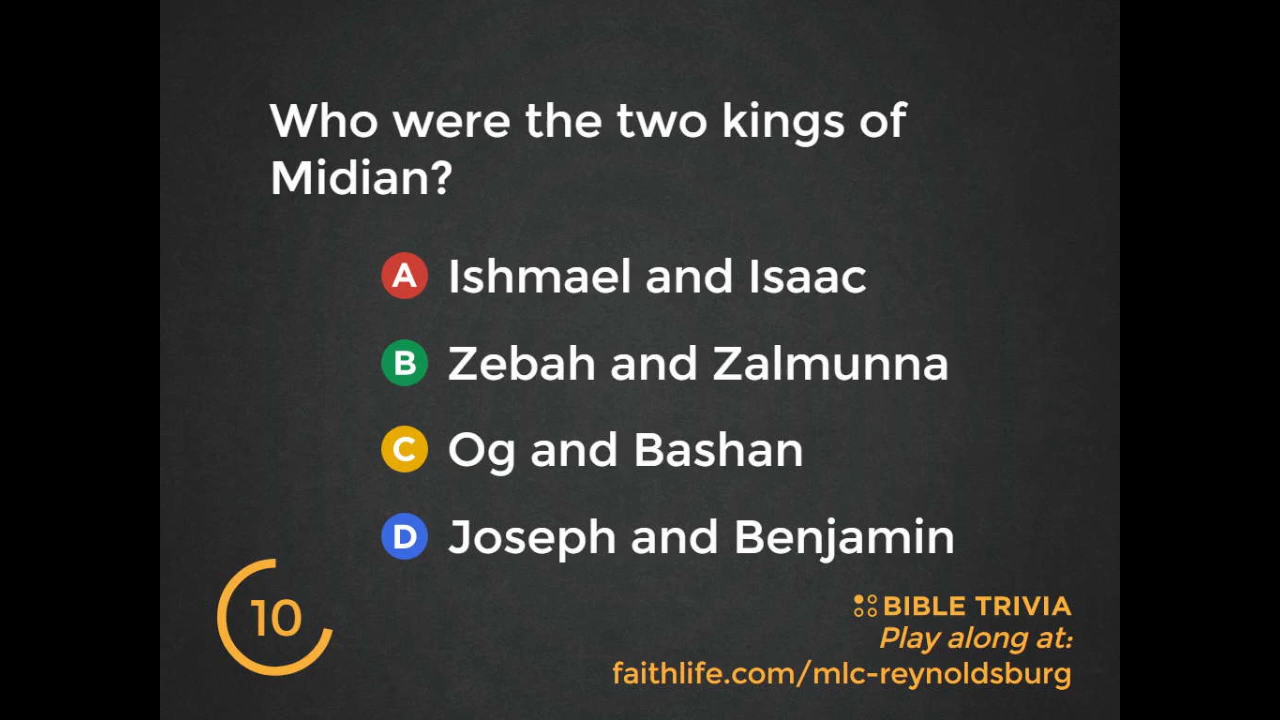 Who were the two kings of
Midian?
A Ishmael and Isaac
B Zebah and Zalmunna
C Og and Bashan
D Joseph and Benjamin
10
BIBLE TRIVIA
Play along at:
faithlife.com/mlc-reynoldsburg